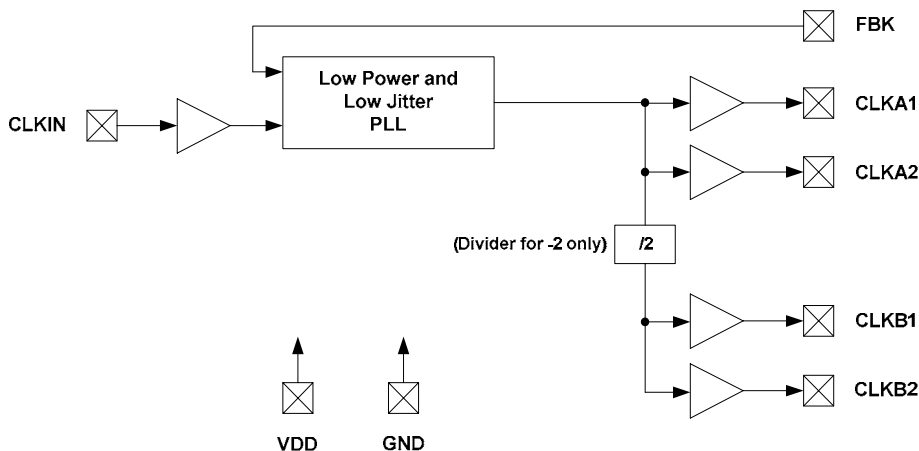 FBK
Low Power and
Low Jitter
PLL
CLKIN
CLKA1
CLKA2
(Divider for -2 only)
/2
CLKB1
CLKB2
VDD
GND